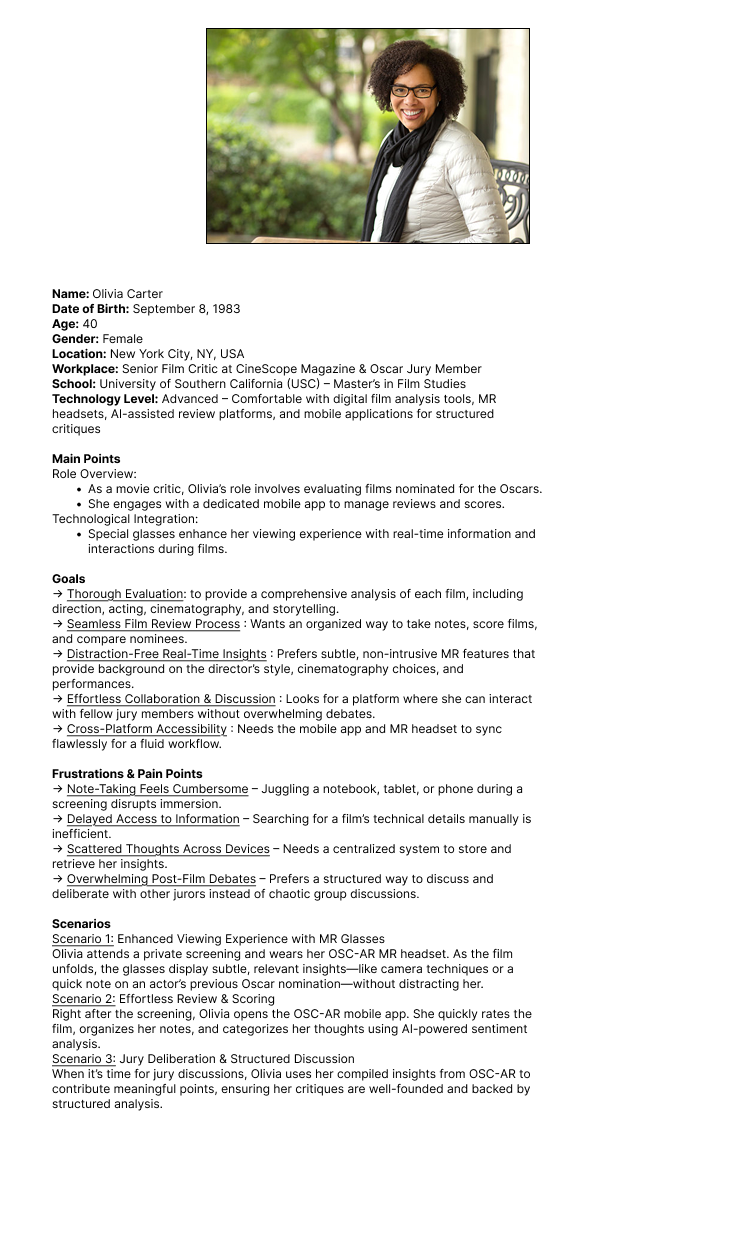 Name: Olivia Carter
Date of Birth: September 8, 1983
Age: 40
Gender: Female
Location: New York City, NY, USA
Workplace: Senior Film Critic at CineScope Magazine & Oscar Jury Member
School: University of Southern California (USC) – Master’s in Film Studies
Technology Level: Advanced – Comfortable with digital film analysis tools, MR
headsets, AI-assisted review platforms, and mobile applications for structured
critiques
Main Points
Role Overview:
• As a movie critic, Olivia’s role involves evaluating films nominated for the Oscars.
• She engages with a dedicated mobile app to manage reviews and scores.
Technological Integration:
• Special glasses enhance her viewing experience with real-time information and
interactions during films.
Goals
→ Thorough Evaluation: to provide a comprehensive analysis of each film, including
direction, acting, cinematography, and storytelling.
→ Seamless Film Review Process : Wants an organized way to take notes, score films,
and compare nominees.
→ Distraction-Free Real-Time Insights : Prefers subtle, non-intrusive MR features that
provide background on the director’s style, cinematography choices, and
performances.
→ Effortless Collaboration & Discussion : Looks for a platform where she can interact
with fellow jury members without overwhelming debates.
→ Cross-Platform Accessibility : Needs the mobile app and MR headset to sync
flawlessly for a fluid workflow.
Frustrations & Pain Points
→ Note-Taking Feels Cumbersome – Juggling a notebook, tablet, or phone during a
screening disrupts immersion.
→ Delayed Access to Information – Searching for a film’s technical details manually is
inefficient.
→ Scattered Thoughts Across Devices – Needs a centralized system to store and
retrieve her insights.
→ Overwhelming Post-Film Debates – Prefers a structured way to discuss and
deliberate with other jurors instead of chaotic group discussions.
Scenarios
Scenario 1: Enhanced Viewing Experience with MR Glasses
Olivia attends a private screening and wears her OSC-AR MR headset. As the film
unfolds, the glasses display subtle, relevant insights—like camera techniques or a
quick note on an actor’s previous Oscar nomination—without distracting her.
Scenario 2: Effortless Review & Scoring
Right after the screening, Olivia opens the OSC-AR mobile app. She quickly rates the
film, organizes her notes, and categorizes her thoughts using AI-powered sentiment
analysis.
Scenario 3: Jury Deliberation & Structured Discussion
When it’s time for jury discussions, Olivia uses her compiled insights from OSC-AR to
contribute meaningful points, ensuring her critiques are well-founded and backed by
structured analysis.